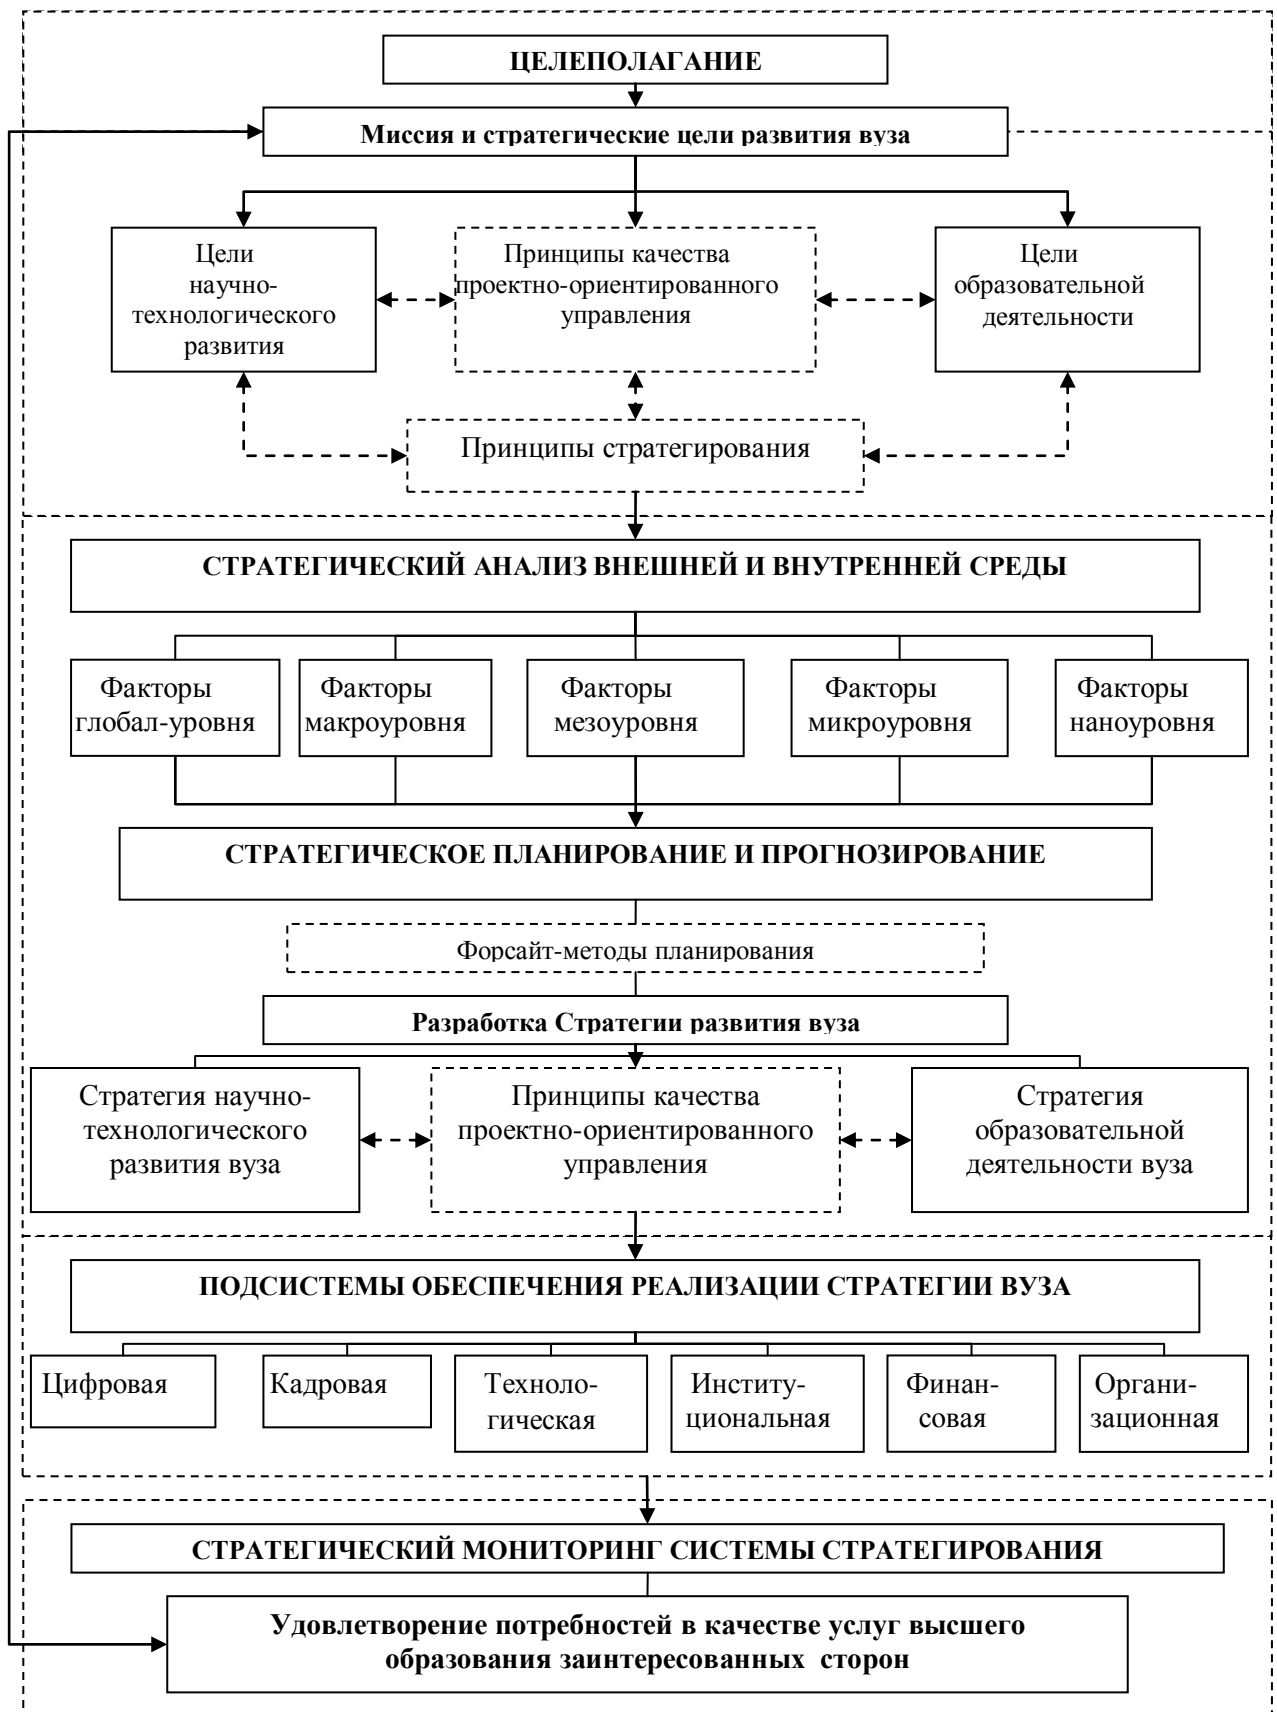 ЦЕЛЕПОЛАГАНИЕ
Миссия и стратегические цели развития вуза
Цели
научно-
технологического
развития
Принципы качества
проектно-ориентированного
управления
Цели
образовательной
деятельности
Принципы стратегирования
СТРАТЕГИЧЕСКИЙ АНАЛИЗ ВНЕШНЕЙ И ВНУТРЕННЕЙ СРЕДЫ
Факторы
глобал-уровня
Факторы
макроуровня
Факторы
мезоуровня
Факторы
микроуровня
Факторы
наноуровня
СТРАТЕГИЧЕСКОЕ ПЛАНИРОВАНИЕ И ПРОГНОЗИРОВАНИЕ
Форсайт-методы планирования
Разработка Стратегии развития вуза
Стратегия научно-
технологического
развития вуза
Принципы качества
проектно-ориентированного
управления
Стратегия
образовательной
деятельности вуза
ПОДСИСТЕМЫ ОБЕСПЕЧЕНИЯ РЕАЛИЗАЦИИ СТРАТЕГИИ ВУЗА
Цифровая
Кадровая
Техноло-
гическая
Институ-
циональная
Финан-
совая
Органи-
зационная
СТРАТЕГИЧЕСКИЙ МОНИТОРИНГ СИСТЕМЫ СТРАТЕГИРОВАНИЯ
Удовлетворение потребностей в качестве услуг высшего
образования заинтересованных сторон